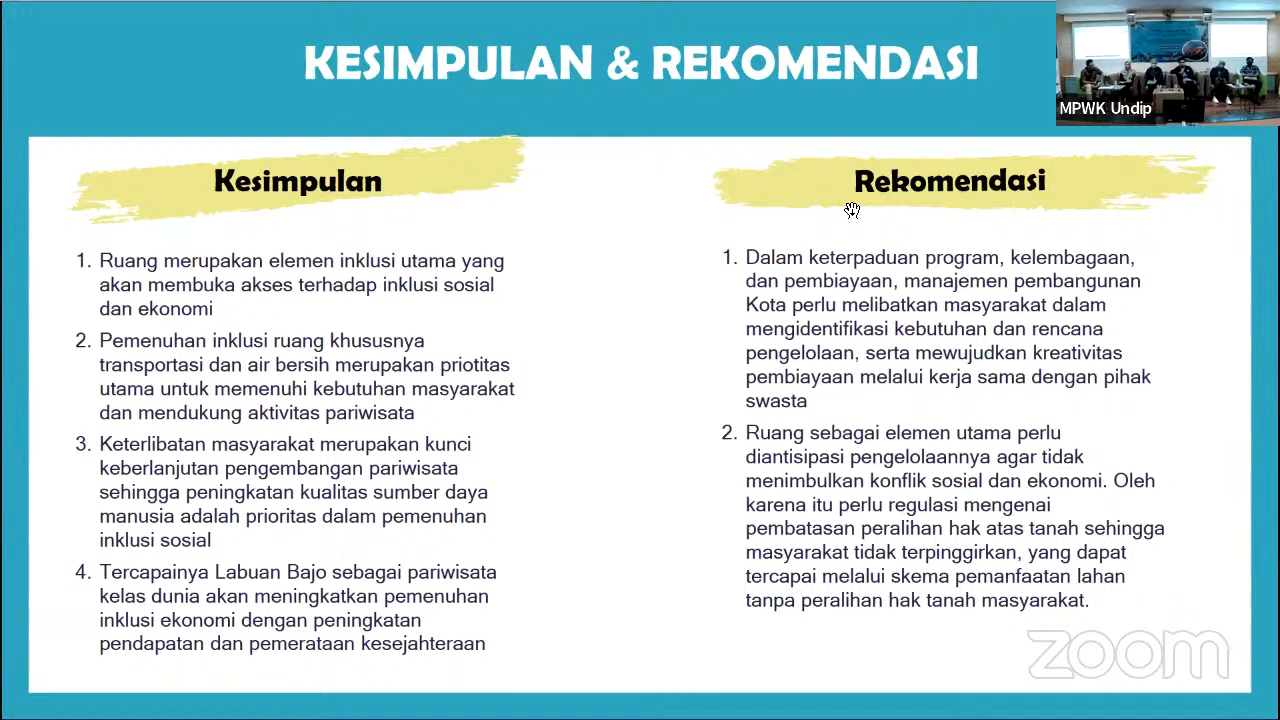 KESIMPULAN & REKOMENDASI
MPWK Undip
Kesimpulan
1. Ruang merupakan elemen inklusi utama yang
akan membuka akses terhadap inklusi sosial
dan ekonomi
2. Pemenuhan inklusi ruang khususnya
transportasi dan air bersih merupakan priotitas
utama untuk memenuhi kebutuhan masyarakat
dan mendukung aktivitas pariwisata
3. Keterlibatan masyarakat merupakan kunci
keberlanjutan pengembangan pariwisata
sehingga peningkatan kualitas sumber daya
manusia adalah prioritas dalam pemenuhan
inklusi sosial
4. Tercapainya Labuan Bajo sebagai pariwisata
kelas dunia akan meningkatkan pemenuhan
inklusi ekonomi dengan peningkatan
pendapatan dan pemerataan kesejahteraan
Rekomendasi
1. Dalam keterpaduan program, kelembagaan,
dan pembiayaan, manajemen pembangunan
Kota perlu melibatkan masyarakat dalam
mengidentifikasi kebutuhan dan rencana
pengelolaan, serta mewujudkan kreativitas
pembiayaan melalui kerja sama dengan pihak
swasta
2. Ruang sebagai elemen utama perlu
diantisipasi pengelolaannya agar tidak
menimbulkan konflik sosial dan ekonomi. Oleh
karena itu perlu regulasi mengenai
pembatasan peralihan hak atas tanah sehingga
masyarakat tidak terpinggirkan, yang dapat
tercapai melalui skema pemanfaatan lahan
tanpa peralihan hak tanah masyarakat.
zoom